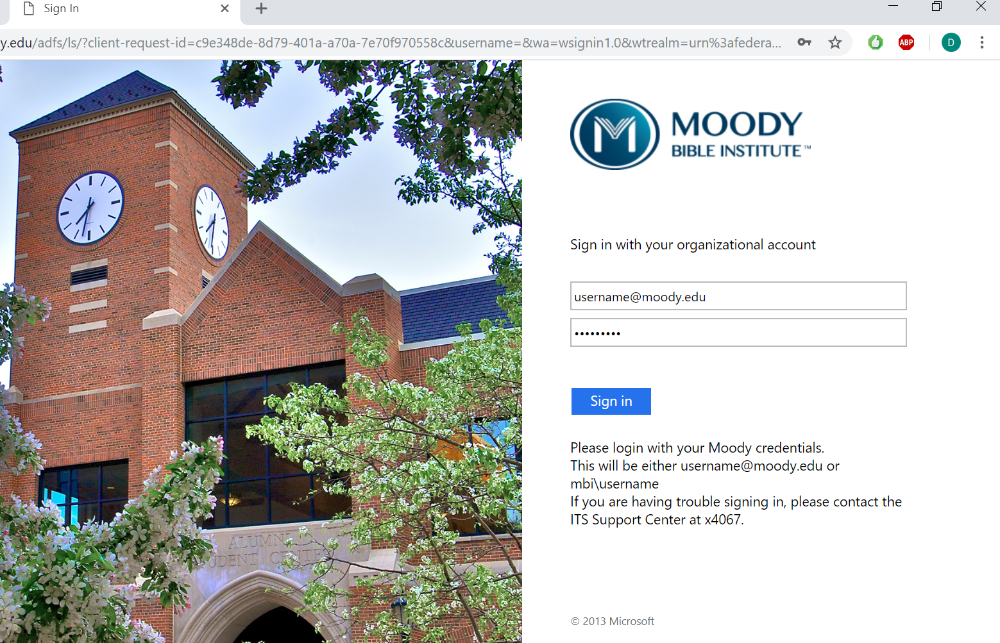 Sign In
y.edu/adfs/ls/?client-request-id=c9e348de-8d79-401a-a70a-7e70f970558c&username=&wa=wsignin1.0&wtrealm=urn%3afedera...
ABP
D
M
MOODY
BIBLE INSTITUTE™
Sign in with your organizational account
username@moody.edu
•••••••••
Sign in
Please login with your Moody credentials.
This will be either username@moody.edu or
mbi\username
If you are having trouble signing in, please contact the
ITS Support Center at x4067.
ALUMNI
STUDENT CENTER
© 2013 Microsoft